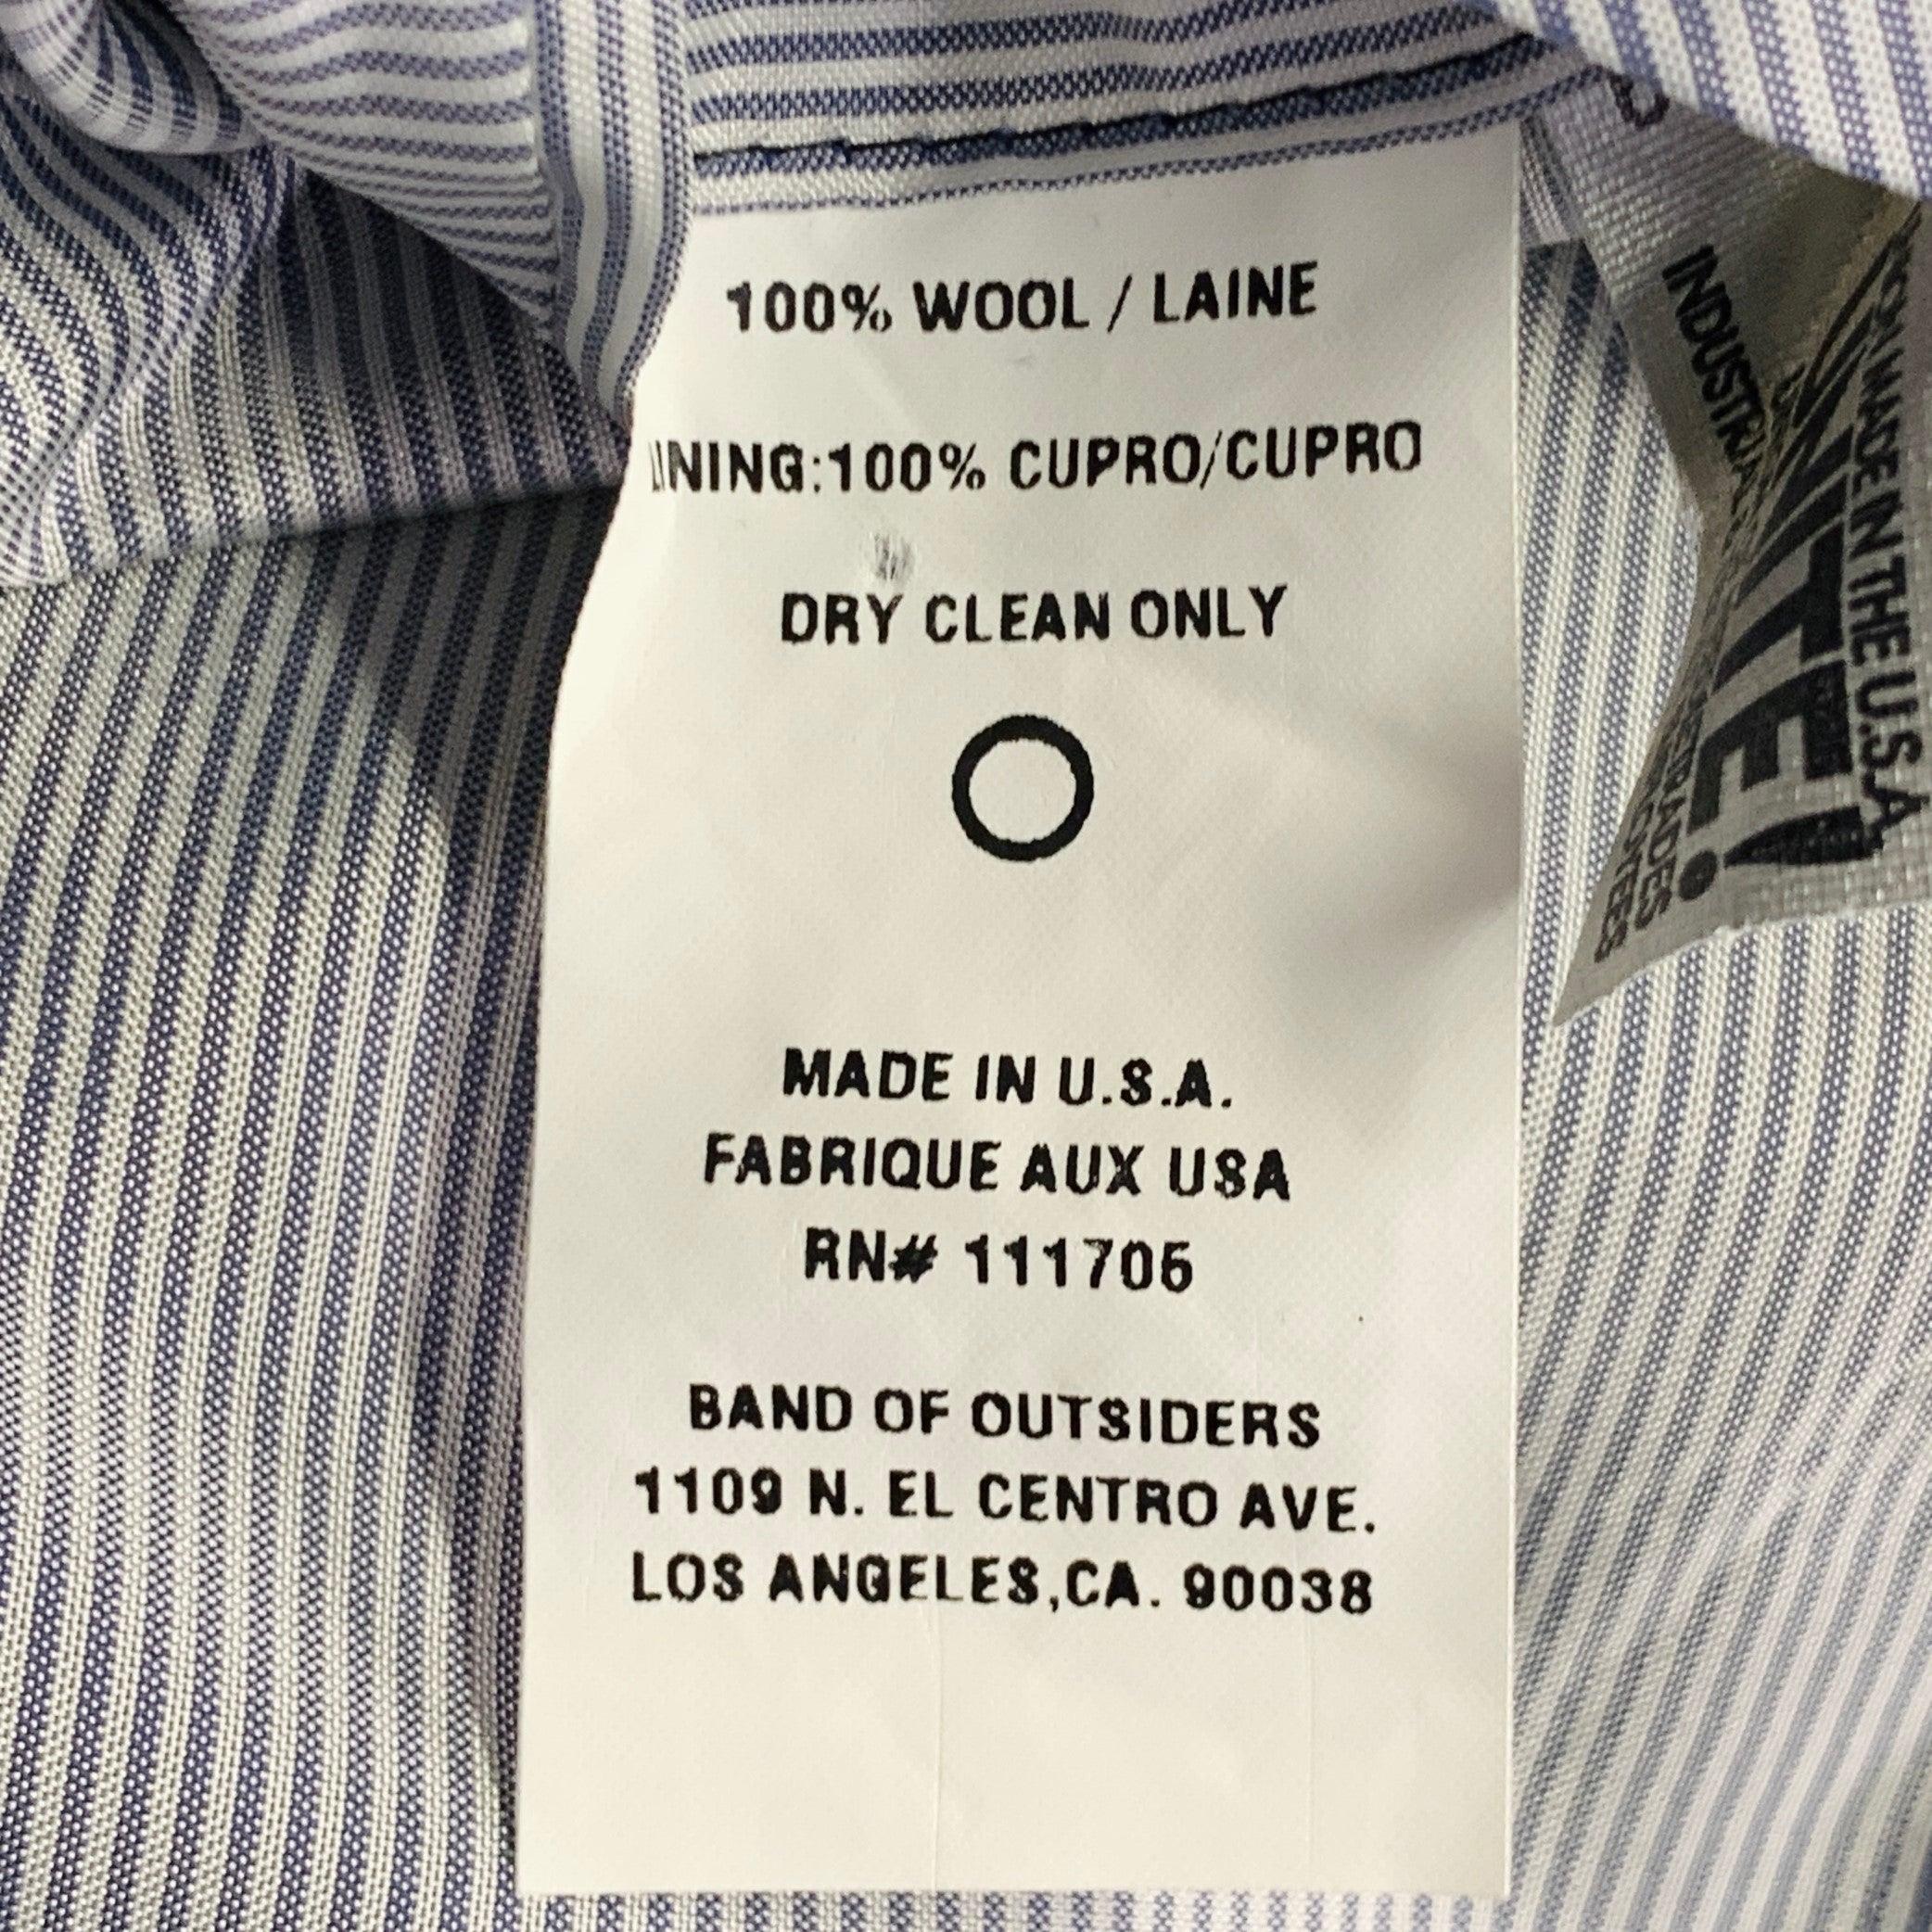 100% WOOL / LAINE
LINING:100% CUPRO/CUPRO
DRY CLEAN ONLY
MADE IN U.S.A.
FABRIQUE AUX USA
RN# 111705
BAND OF OUTSIDERS
1109 N. EL CENTRO AVE.
LOS ANGELES,CA. 90038
MADE IN THE U.S.A